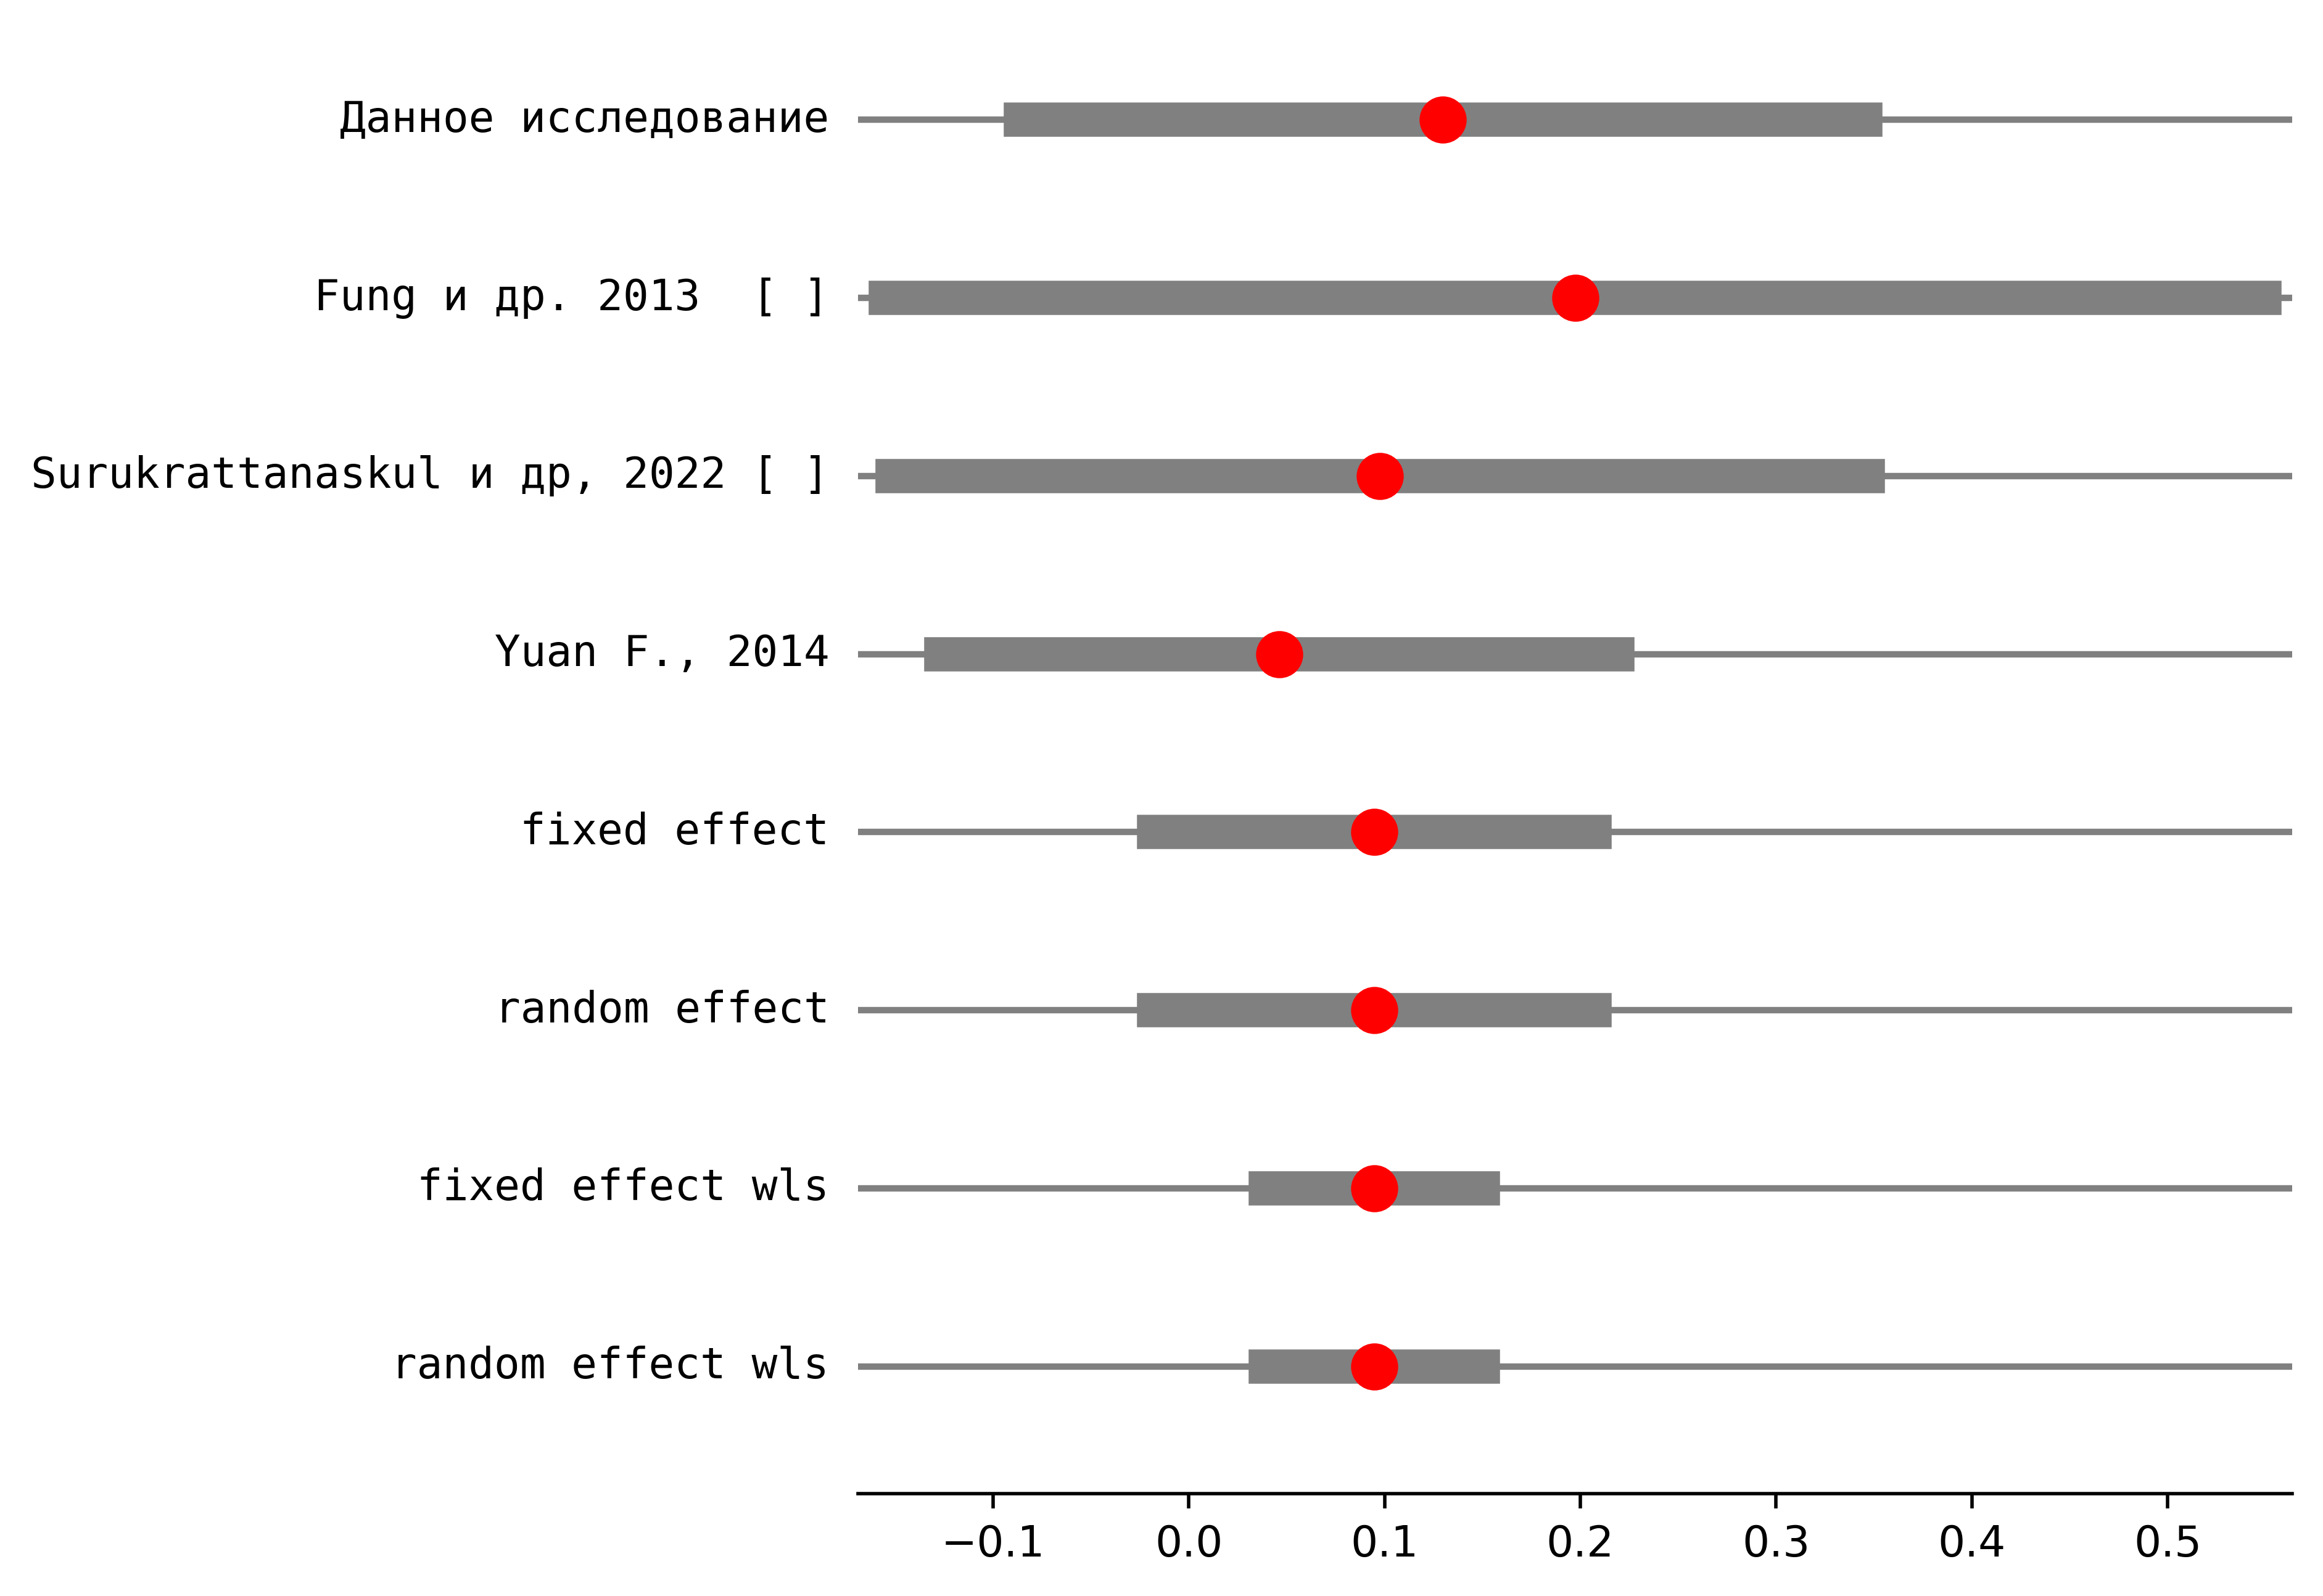 Данное исследование
Fung и др. 2013  [ ]
Surukrattanaskul и др, 2022 [ ]
Yuan F., 2014
fixed effect
random effect
fixed effect wls
random effect wls
−0.1 0.0 0.1 0.2 0.3 0.4 0.5